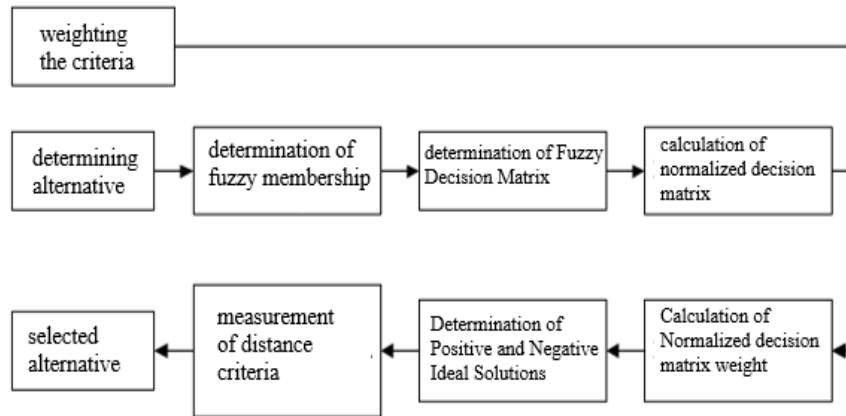 weighting
the criteria
determining
alternative
determination of
fuzzy membership
determination of Fuzzy
Decision Matrix
calculation of
normalized decision
matrix
selected
alternative
measurement
of distance
criteria
Determination of
Positive and Negative
Ideal Solutions
Calculation of
Normalized decision
matrix weight